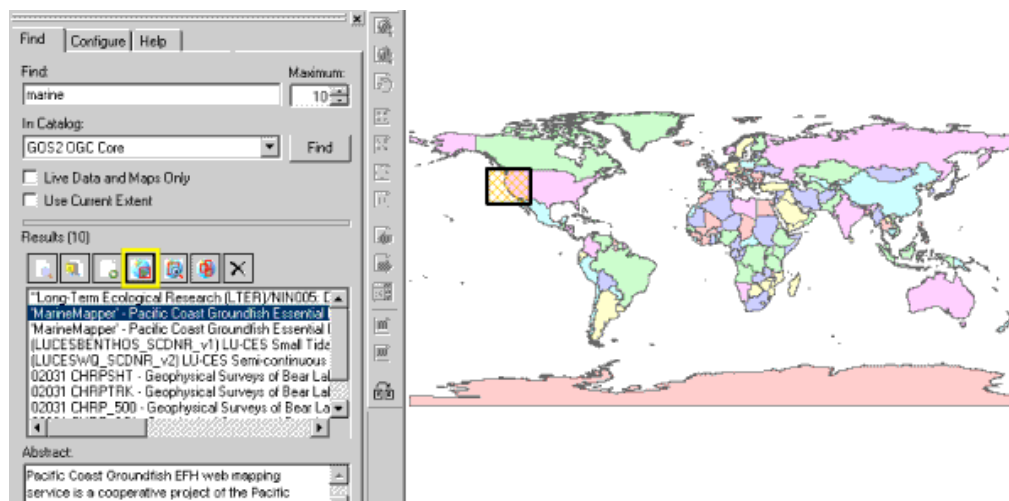 Find Configure Help
Find: Maximum:
marine 10
In Catalog:
GOS2 OGC Core Find
Live Data and Maps Only
Use Current Extent
Results (10)
"Long-Term Ecological Research (LTER)/NIN005: D
'MarineMapper' - Pacific Coast Groundfish Essential
'MarineMapper' - Pacific Coast Groundfish Essential
(LUCESBENTHOS_SCDNR_v1) LU-CES Small Tida
(LUCESWQ_SCDNR_v2) LU-CES Semi-continuous
02031 CHRPSHT - Geophysical Surveys of Bear Lal
02031 CHRPTRK - Geophysical Surveys of Bear Lal
02031 CHRP_500 - Geophysical Surveys of Bear La
Abstract:
Pacific Coast Groundfish EFH web mapping
service is a cooperative project of the Pacific